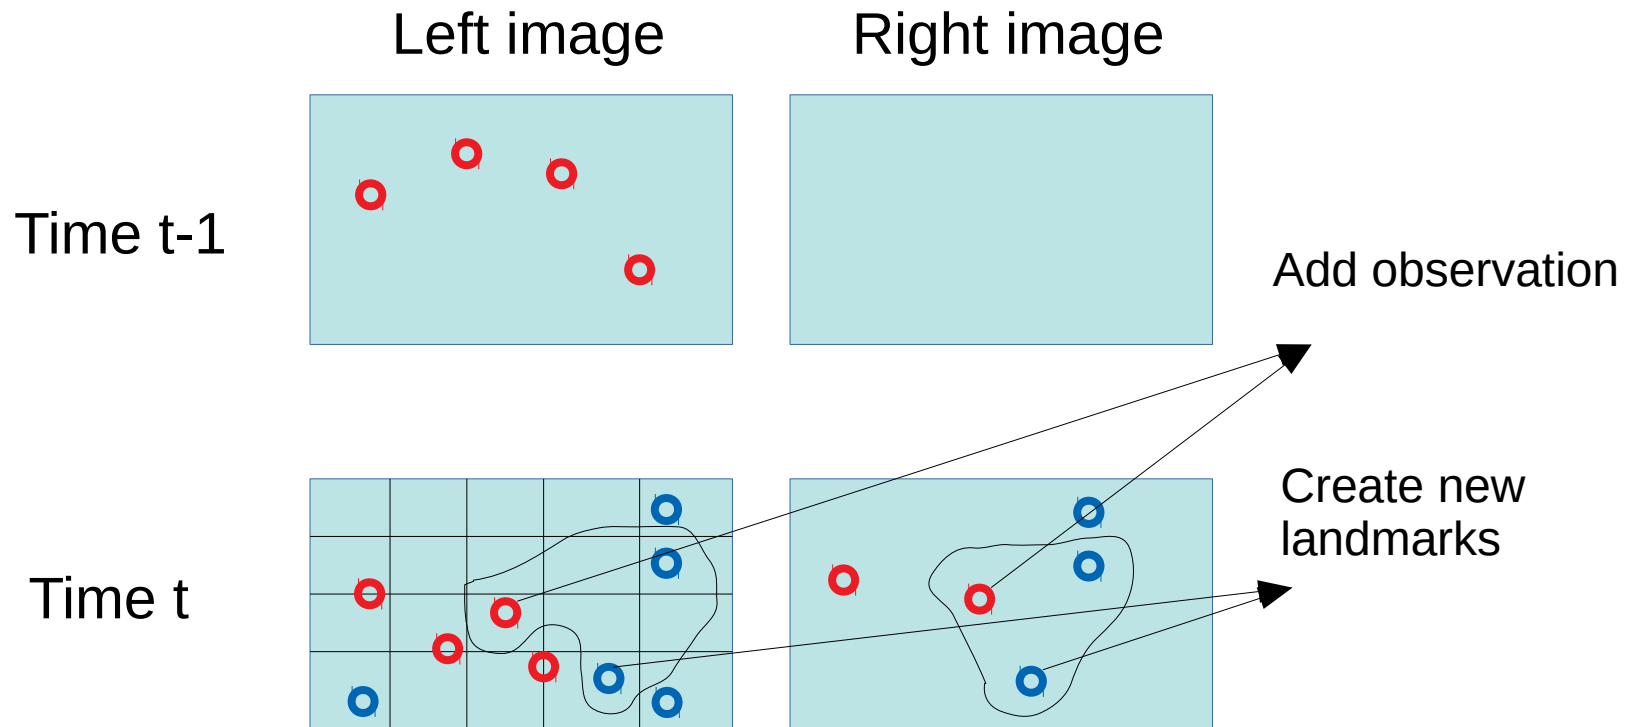 Left image
Right image
Time t-1
Add observation
Create new
landmarks
Time t